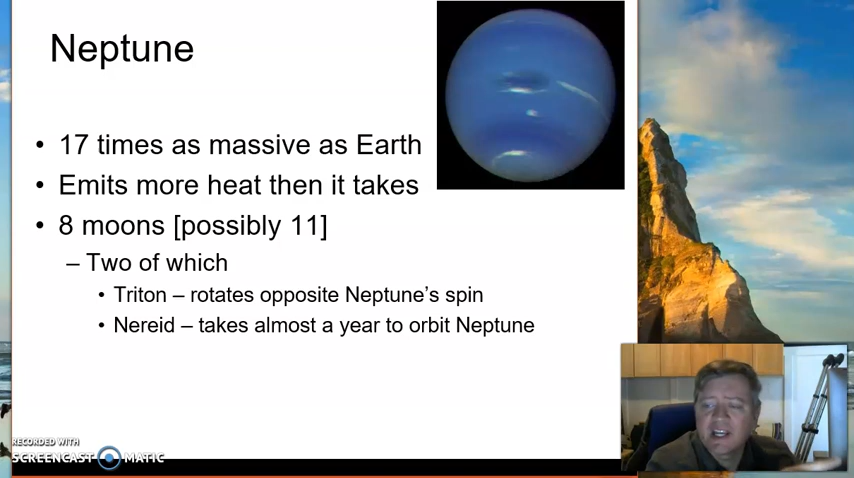 Neptune
• 17 times as massive as Earth
• Emits more heat then it takes
• 8 moons [possibly 11]
– Two of which
• Triton – rotates opposite Neptune's spin
• Nereid – takes almost a year to orbit Neptune
RECORDED WITH
SCREENCAST MATIC